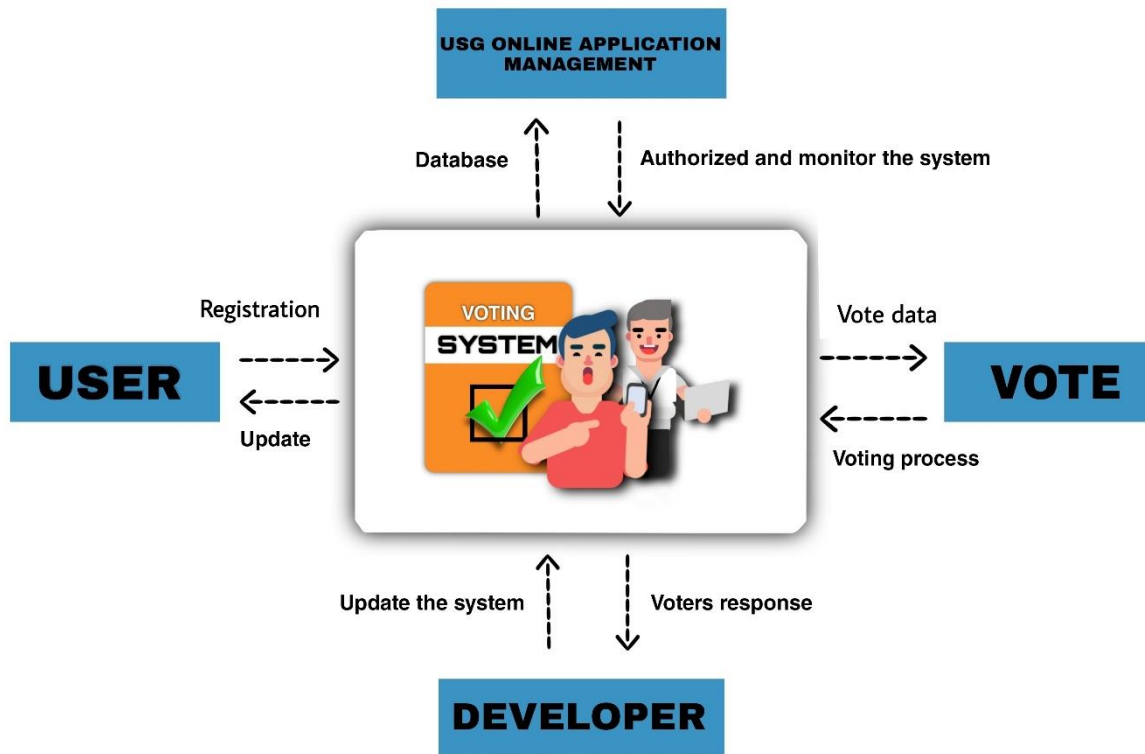 USG ONLINE APPLICATION
MANAGEMENT
Database
Authorized and monitor the system
Registration
USER
Update
VOTING
SYSTEM
Vote data
VOTE
Voting process
Update the system
Voters response
DEVELOPER